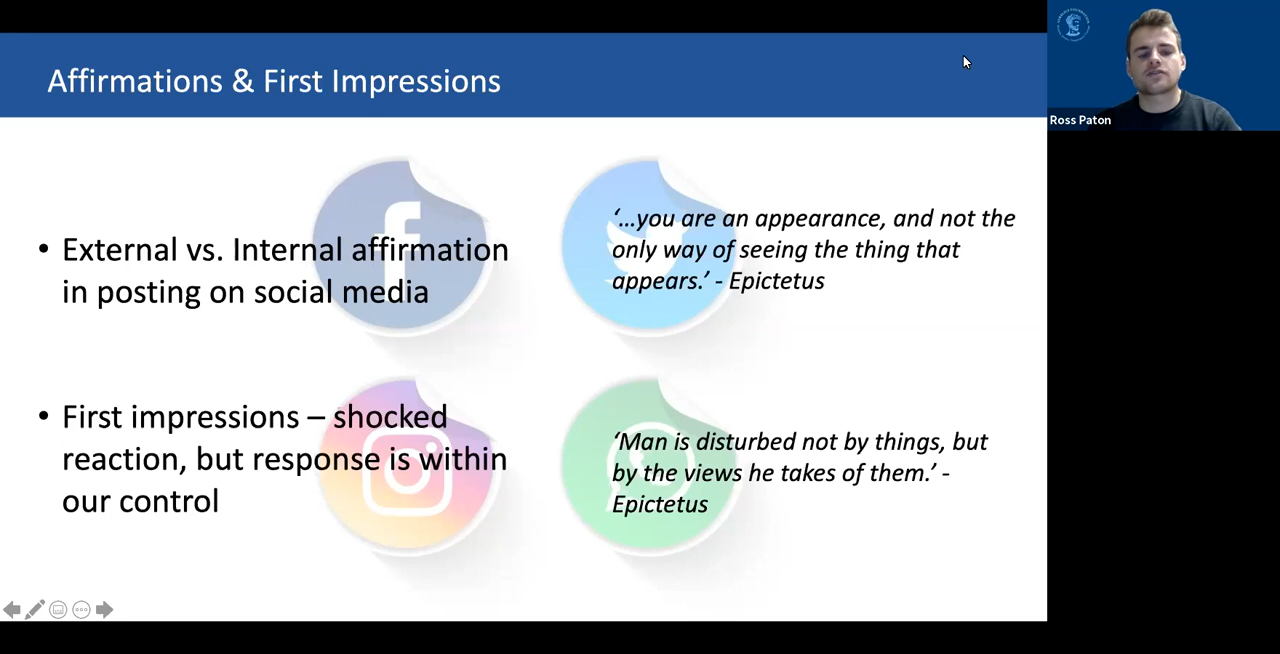 Affirmations & First Impressions
Ross Paton
• External vs. Internal affirmation
in posting on social media
‘…you are an appearance, and not the
only way of seeing the thing that
appears.’ - Epictetus
• First impressions – shocked
reaction, but response is within
our control
‘Man is disturbed not by things, but
by the views he takes of them.’ -
Epictetus